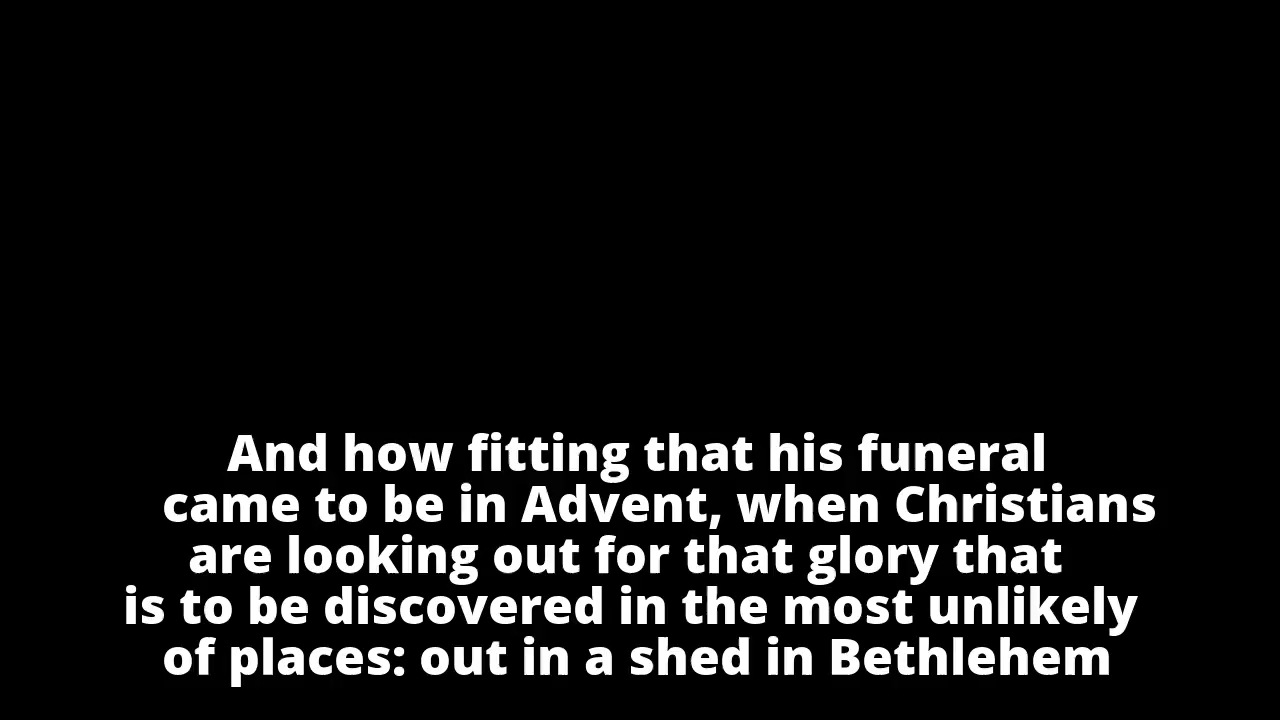 And how fitting that his funeral
came to be in Advent, when Christians
are looking out for that glory that
is to be discovered in the most unlikely
of places: out in a shed in Bethlehem